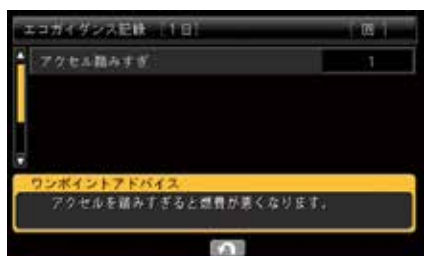 エコガイダンス記録 [1日] [回]
アクセル踏みすぎ 1
ワンポイントアドバイス
アクセルを踏みすぎると燃費が悪くなります。